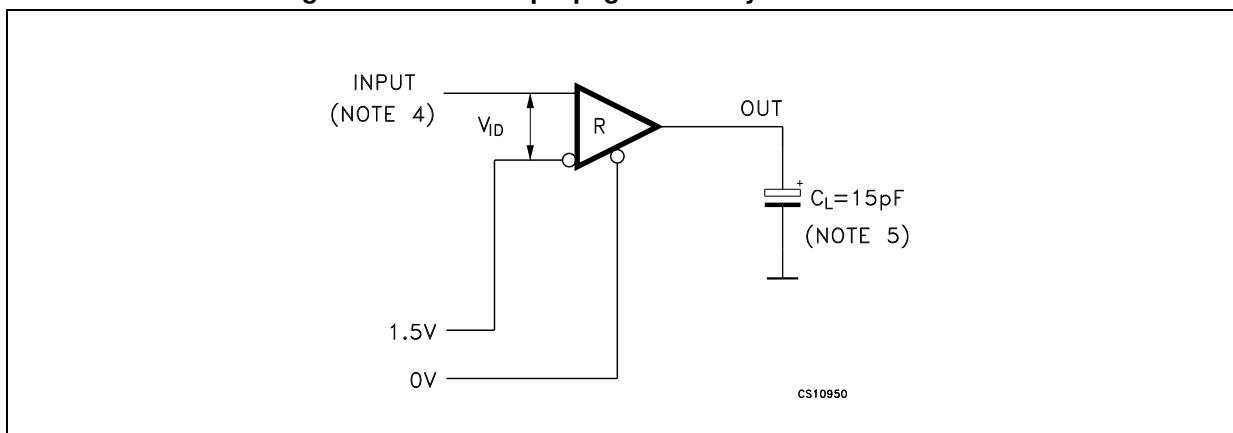 INPUT
(NOTE 4)
V_ID
R
OUT
+
C_L=15pF
(NOTE 5)
1.5V
0V
CS10950